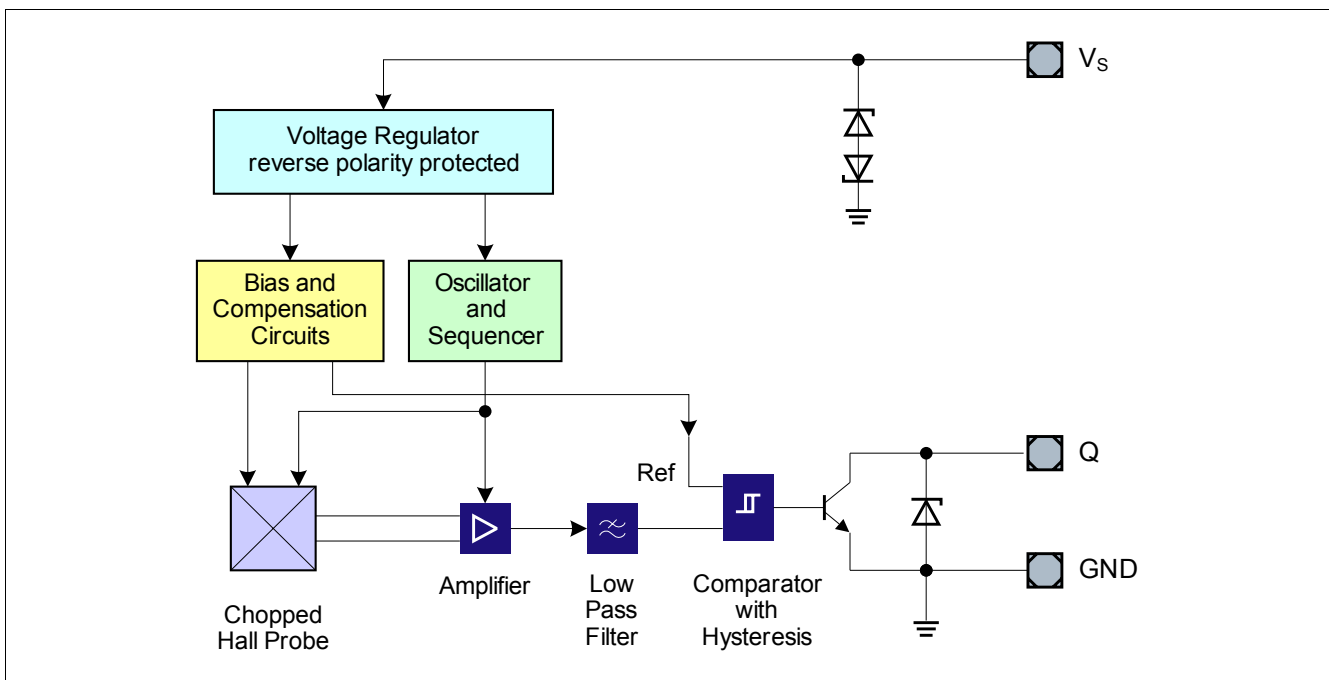 V_S
Voltage Regulator
reverse polarity protected
Bias and
Compensation
Circuits
Oscillator
and
Sequencer
Ref
Q
GND
Amplifier
Low
Pass
Filter
Comparator
with
Hysteresis
Chopped
Hall Probe